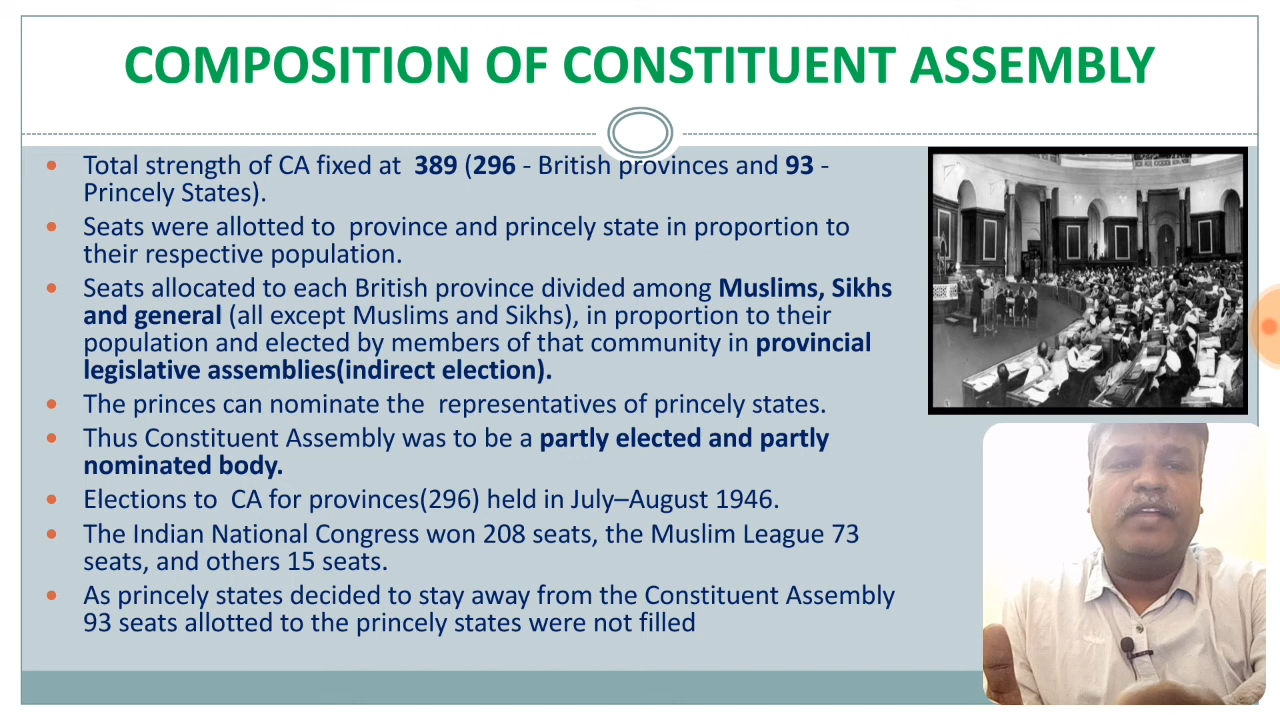 COMPOSITION OF CONSTITUENT ASSEMBLY
Total strength of CA fixed at 389 (296 - British provinces and 93 -
Princely States).
Seats were allotted to province and princely state in proportion to
their respective population.
Seats allocated to each British province divided among Muslims, Sikhs
and general (all except Muslims and Sikhs), in proportion to their
population and elected by members of that community in provincial
legislative assemblies(indirect election).
The princes can nominate the representatives of princely states.
Thus Constituent Assembly was to be a partly elected and partly
nominated body.
Elections to CA for provinces(296) held in July–August 1946.
The Indian National Congress won 208 seats, the Muslim League 73
seats, and others 15 seats.
As princely states decided to stay away from the Constituent Assembly
93 seats allotted to the princely states were not filled